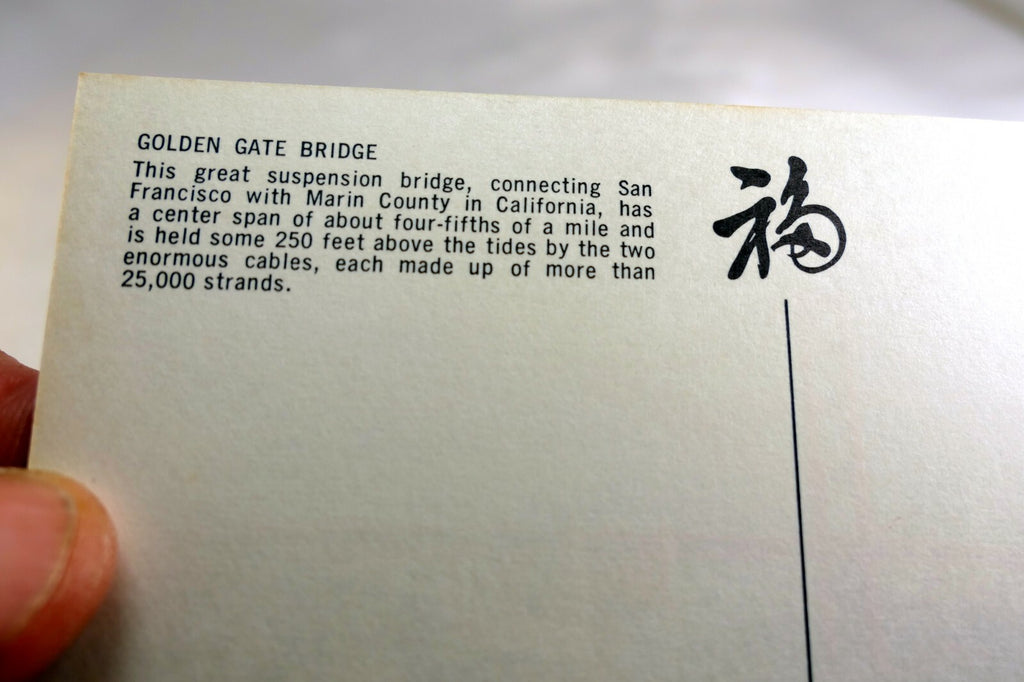 GOLDEN GATE BRIDGE
This great suspension bridge, connecting San
Francisco with Marin County in California, has
a center span of about four-fifths of a mile and
is held some 250 feet above the tides by the two
enormous cables, each made up of more than
25,000 strands.
福